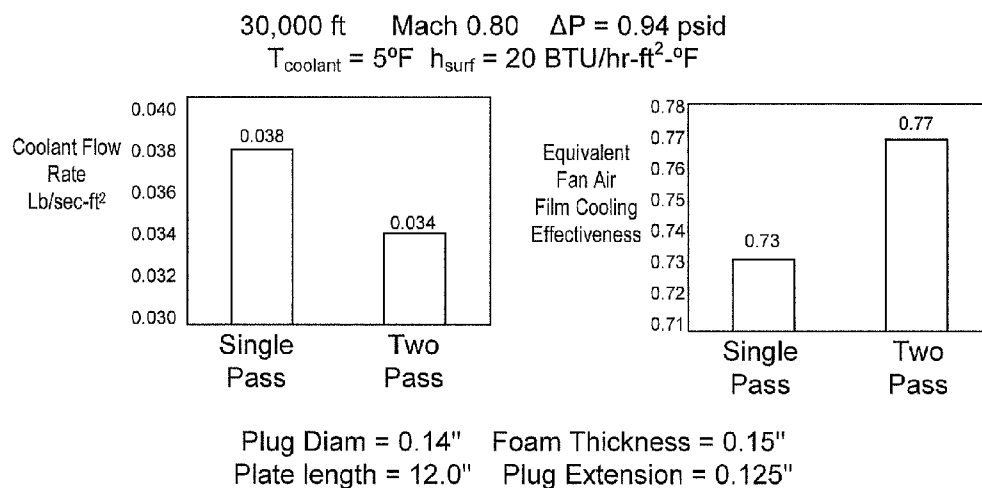 30,000 ft Mach 0.80 ΔP = 0.94 psid
T_coolant = 5ºF h_surf = 20 BTU/hr-ft²-ºF
Coolant Flow
Rate
Lb/sec-ft²
0.040
0.038
0.036
0.034
0.032
0.030
0.038
0.034
Single
Pass
Two
Pass
Equivalent
Fan Air
Film Cooling
Effectiveness
0.78
0.77
0.76
0.75
0.74
0.73
0.72
0.71
0.73
0.77
Single
Pass
Two
Pass
Plug Diam = 0.14" Foam Thickness = 0.15"
Plate length = 12.0" Plug Extension = 0.125"